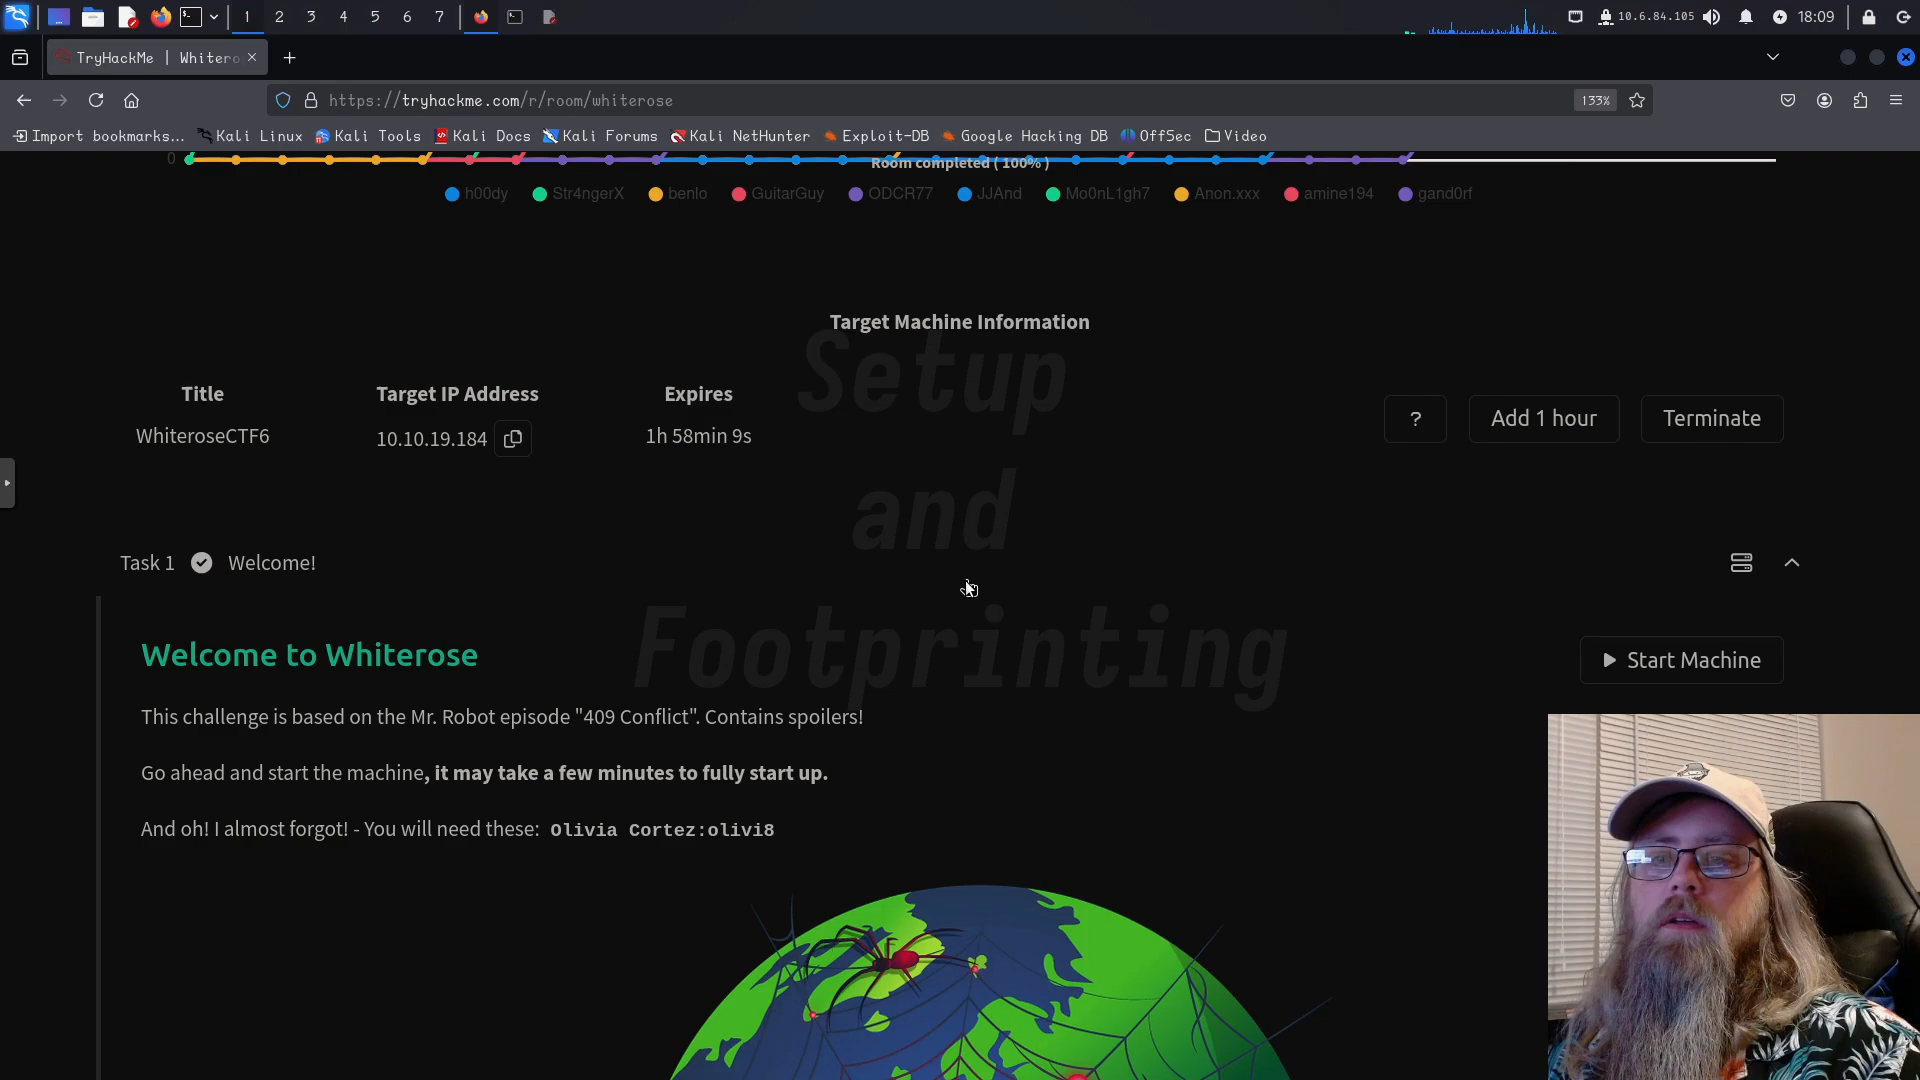 1 2 3 4 5 6 7
10.6.84.105
18:09
TryHackMe | Whitero
https://tryhackme.com/r/room/whiterose
133%
Import bookmarks...
Kali Linux
Kali Tools
Kali Docs
Kali Forums
Kali NetHunter
Exploit-DB
Google Hacking DB
OffSec
Video
0
Room completed ( 100% )
h00dy
Str4ngerX
benlo
GuitarGuy
ODCR77
JJAnd
Mo0nL1gh7
Anon.xxx
amine194
gand0rf
Target Machine Information
Setup
and
Footprinting
Title
Target IP Address
Expires
WhiteroseCTF6
10.10.19.184
1h 58min 9s
?
Add 1 hour
Terminate
Task 1
Welcome!
Welcome to Whiterose
Start Machine
This challenge is based on the Mr. Robot episode "409 Conflict". Contains spoilers!
Go ahead and start the machine, it may take a few minutes to fully start up.
And oh! I almost forgot! - You will need these: Olivia Cortez:olivi8